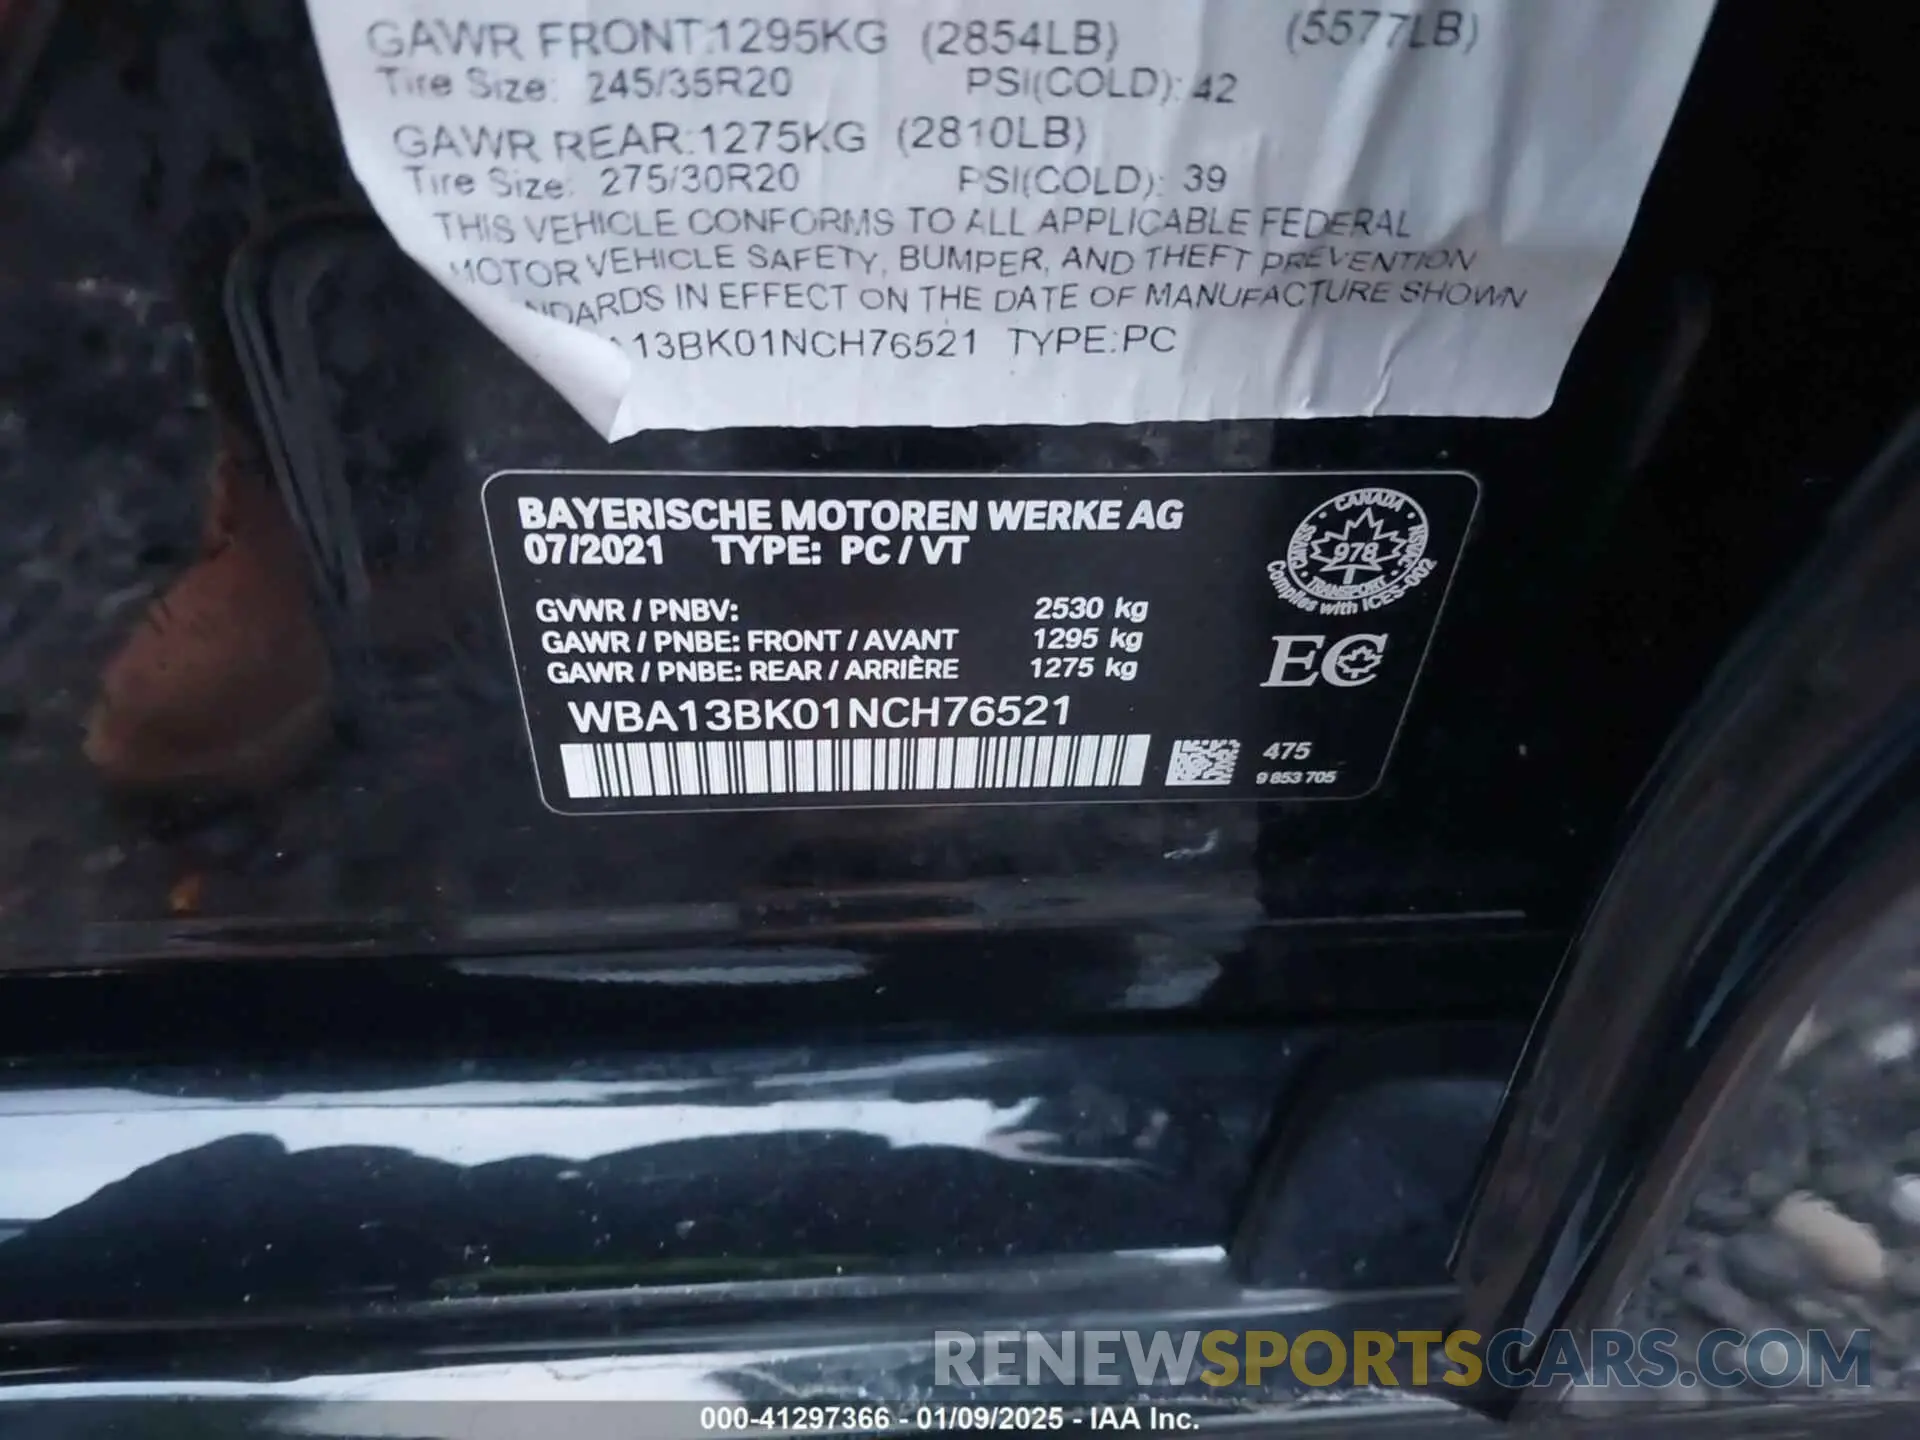 GAWR FRONT:1295KG (2854LB) (5577LB)
Tire Size: 245/35R20 PSI(COLD): 42
GAWR REAR:1275KG (2810LB)
Tire Size: 275/30R20 PSI(COLD): 39
THIS VEHICLE CONFORMS TO ALL APPLICABLE FEDERAL
MOTOR VEHICLE SAFETY, BUMPER, AND THEFT PREVENTION
NDARDS IN EFFECT ON THE DATE OF MANUFACTURE SHOWN
A13BK01NCH76521 TYPE:PC
BAYERISCHE MOTOREN WERKE AG
07/2021 TYPE: PC / VT
GVWR / PNBV: 2530 kg
GAWR / PNBE: FRONT / AVANT 1295 kg
GAWR / PNBE: REAR / ARRIÈRE 1275 kg
WBA13BK01NCH76521
CANADA
978
TRANSPORT
Complies with ICES-002
EC
475
9 853 705
RENEWSPORTSCARS.COM
000-41297366 - 01/09/2025 - IAA Inc.